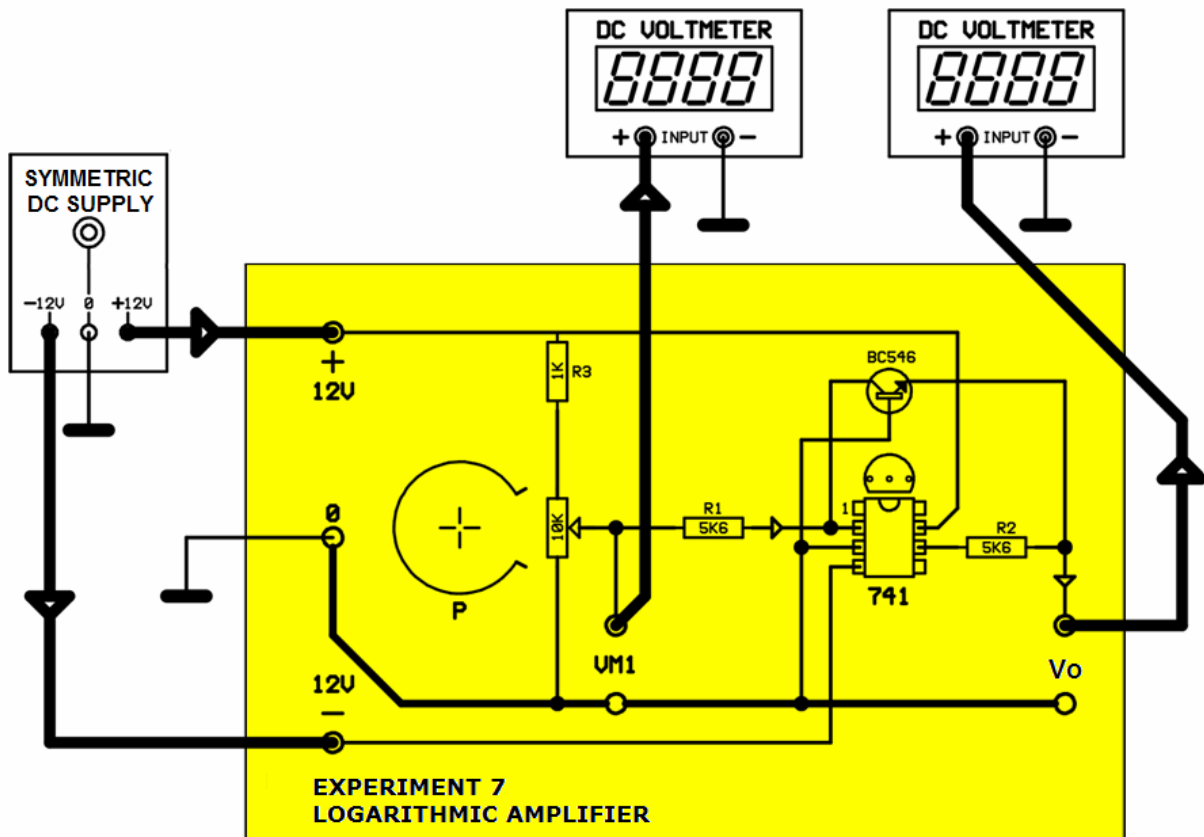 DC VOLTMETER
8888
+ INPUT −
DC VOLTMETER
8888
+ INPUT −
SYMMETRIC
DC SUPPLY
−12V 0 +12V
+
12V
1K R3
BC546
0
10K
P
R1
5K6
1
741
R2
5K6
VM1
Vo
12V
−
EXPERIMENT 7
LOGARITHMIC AMPLIFIER